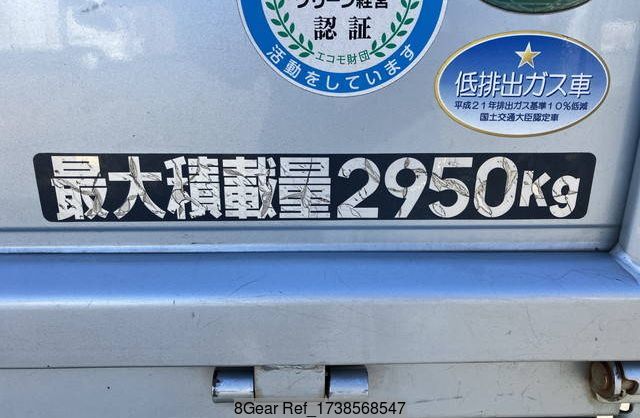 グリーン経営
認証
エコモ財団
活動をしています
低排出ガス車
平成21年排出ガス基準10%低減
国土交通大臣認定車
最大積載量2950kg
8Gear Ref_1738568547